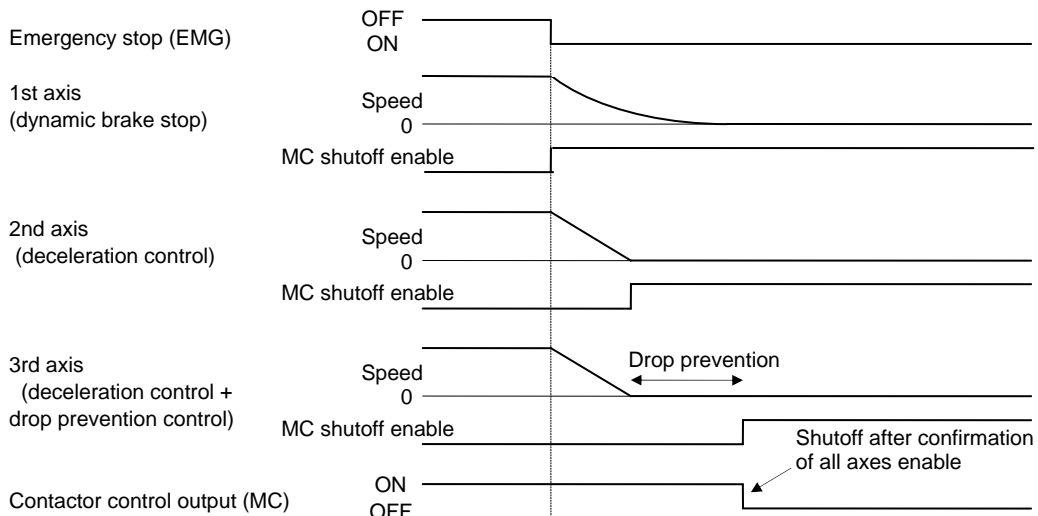 OFF
Emergency stop (EMG)
ON
1st axis
(dynamic brake stop)
Speed
0
MC shutoff enable
2nd axis
(deceleration control)
Speed
0
MC shutoff enable
3rd axis
(deceleration control +
drop prevention control)
Speed
0
Drop prevention
MC shutoff enable
Shutoff after confirmation
of all axes enable
Contactor control output (MC)
ON
OFF